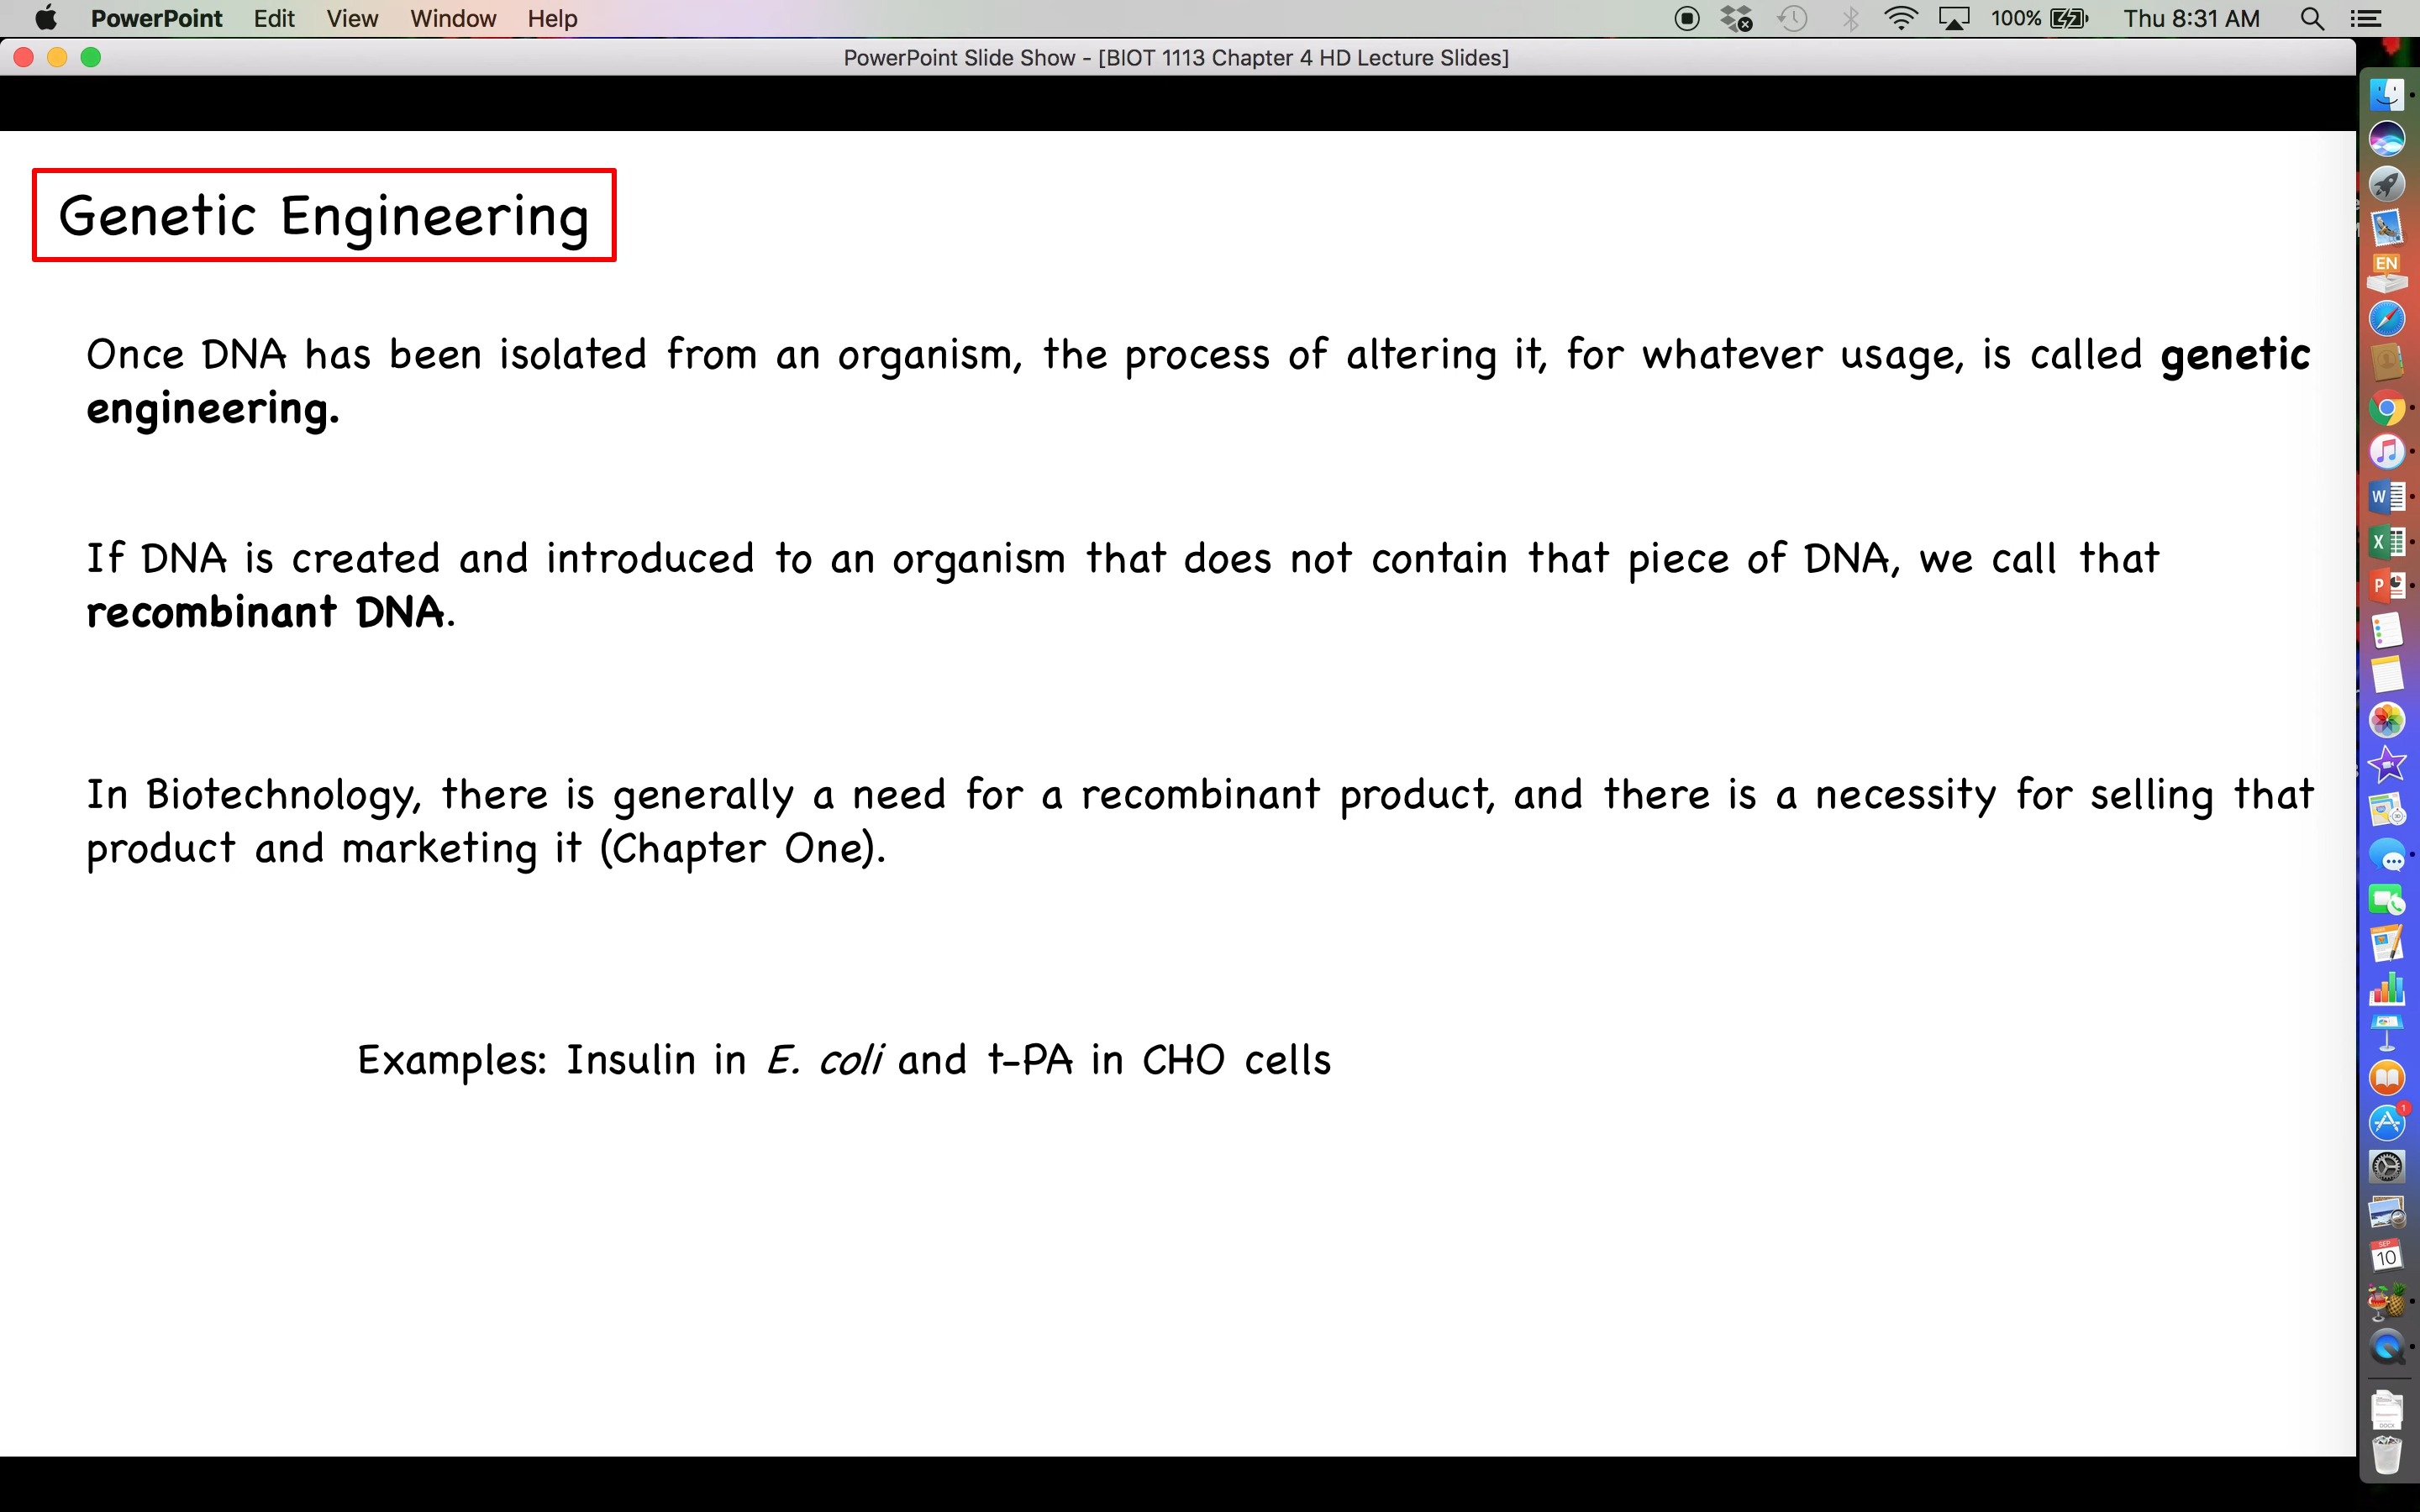 PowerPoint Edit View Window Help 100% Thu 8:31 AM
PowerPoint Slide Show - [BIOT 1113 Chapter 4 HD Lecture Slides]
Genetic Engineering
Once DNA has been isolated from an organism, the process of altering it, for whatever usage, is called genetic
engineering.
If DNA is created and introduced to an organism that does not contain that piece of DNA, we call that
recombinant DNA.
In Biotechnology, there is generally a need for a recombinant product, and there is a necessity for selling that
product and marketing it (Chapter One).
Examples: Insulin in E. coli and t-PA in CHO cells
EN
W
X
P
1
SEP
10
DOCX